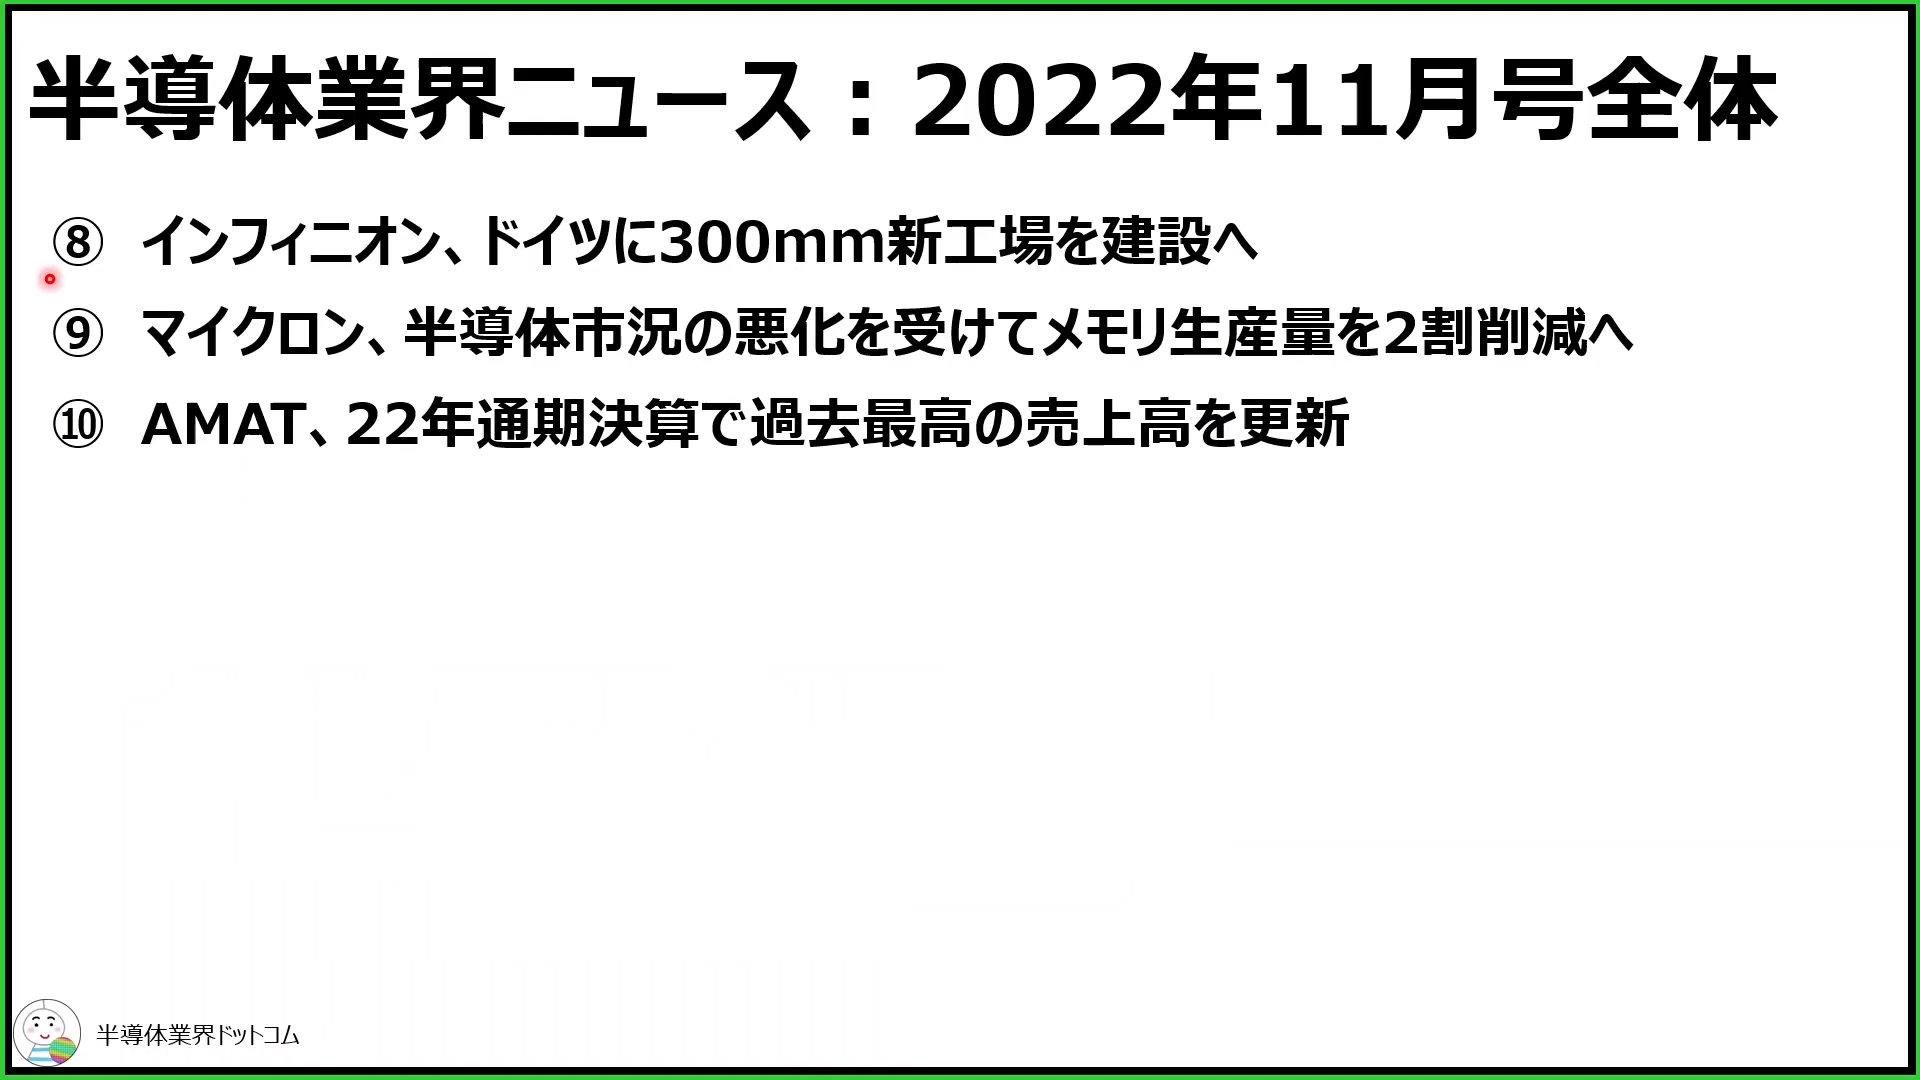 半導体業界ニュース：2022年11月号全体
⑧ インフィニオン、ドイツに300mm新工場を建設へ
⑨ マイクロン、半導体市況の悪化を受けてメモリ生産量を2割削減へ
⑩ AMAT、22年通期決算で過去最高の売上高を更新
半導体業界ドットコム